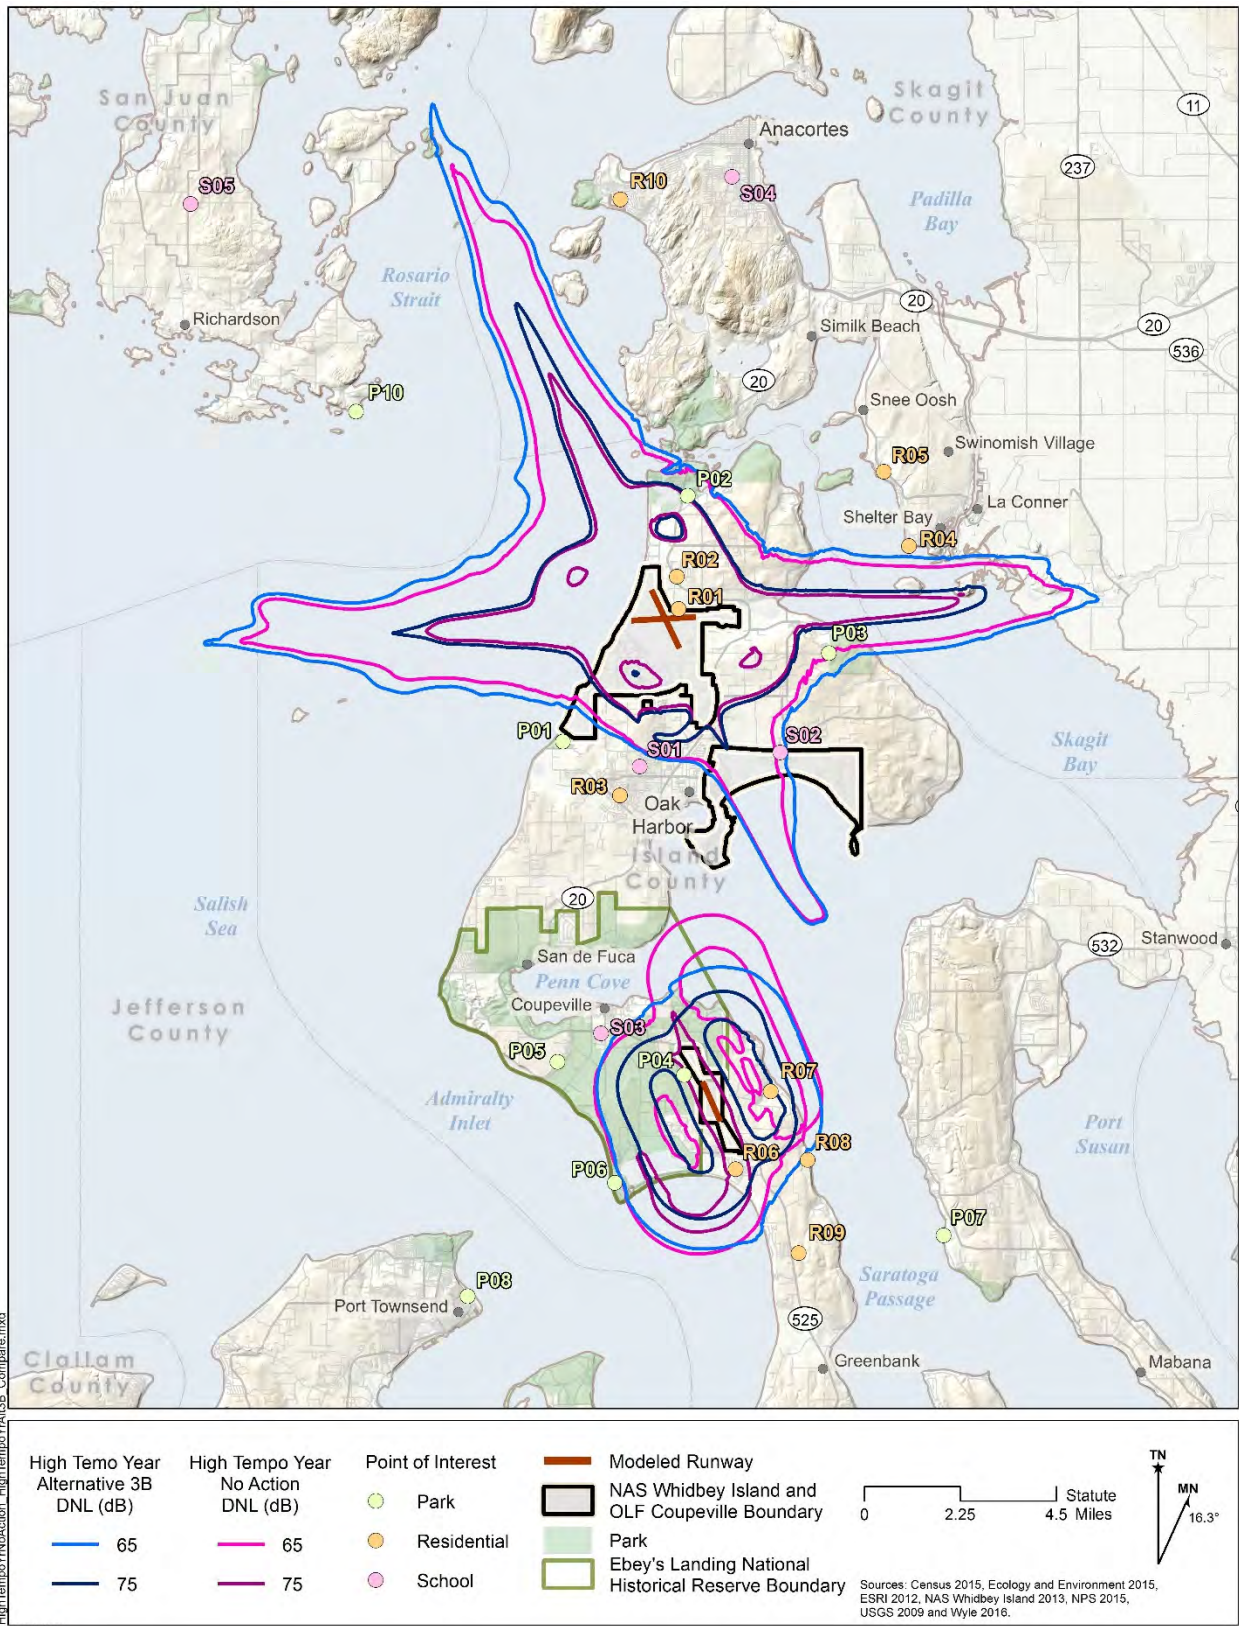 San Juan
County
Skagit
County
11
Anacortes
237
S05
R10
S04
Padilla
Bay
Rosario
Strait
20
Richardson
Similk Beach
20
536
20
P10
Snee Oosh
Swinomish Village
R05
P02
La Conner
Shelter Bay
R04
R02
R01
P03
P01
S01
S02
Skagit
Bay
R03
Oak
Harbor
Island
County
20
Salish
Sea
Stanwood
532
San de Fuca
Penn Cove
Jefferson
County
Coupeville
S03
P05
P04
R07
Admiralty
Inlet
Port
Susan
R08
R06
P06
P07
R09
Saratoga
Passage
P08
Port Townsend
525
Clallam
County
Greenbank
Mabana
High Temo Year
Alternative 3B
DNL (dB)
65
75
High Tempo Year
No Action
DNL (dB)
65
75
Point of Interest
Park
Residential
School
Modeled Runway
NAS Whidbey Island and
OLF Coupeville Boundary
Park
Ebey's Landing National
Historical Reserve Boundary
0 2.25 4.5
Statute
Miles
TN
MN
16.3°
Sources: Census 2015, Ecology and Environment 2015,
ESRI 2012, NAS Whidbey Island 2013, NPS 2015,
USGS 2009 and Wyle 2016.